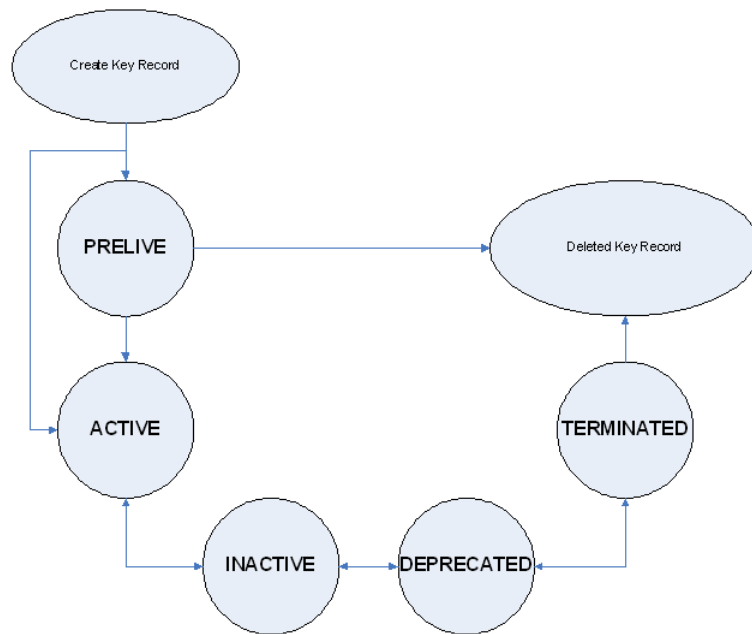 Create Key Record
PRELIVE
Deleted Key Record
ACTIVE
TERMINATED
INACTIVE
DEPRECATED